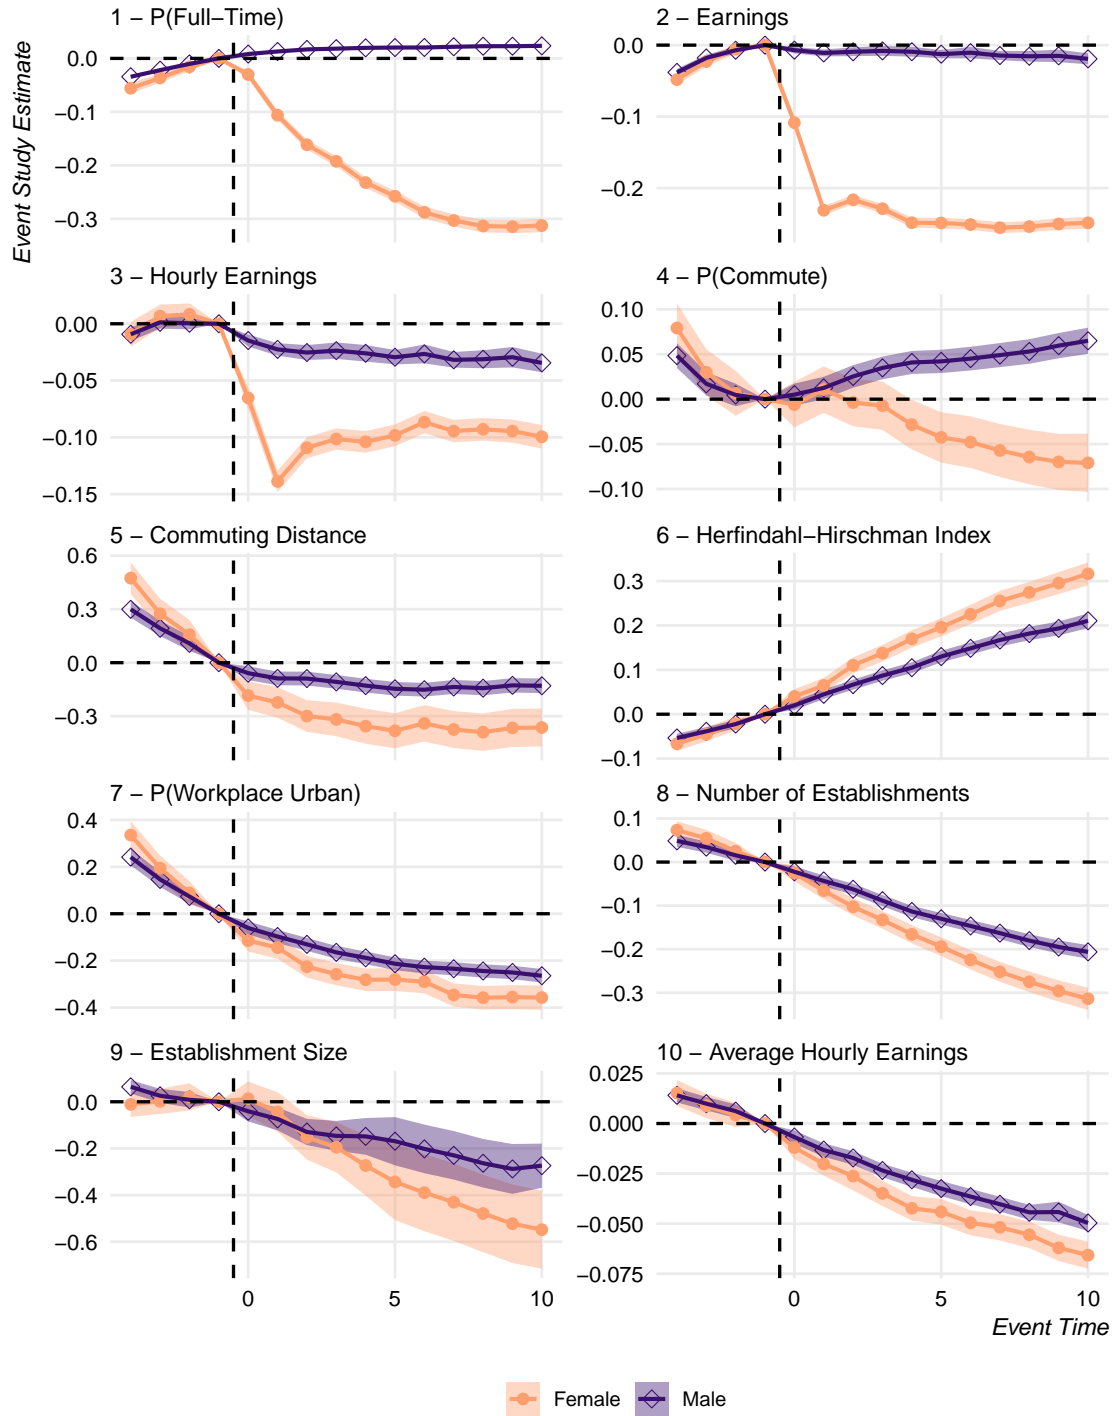 1 − P(Full−Time)
2 − Earnings
Event Study Estimate
0.0
−0.1
−0.2
−0.3
0.0
−0.1
−0.2
3 − Hourly Earnings
4 − P(Commute)
0.00
−0.05
−0.10
−0.15
0.10
0.05
0.00
−0.05
−0.10
5 − Commuting Distance
6 − Herfindahl−Hirschman Index
0.6
0.3
0.0
−0.3
0.3
0.2
0.1
0.0
−0.1
7 − P(Workplace Urban)
8 − Number of Establishments
0.4
0.2
0.0
−0.2
−0.4
0.1
0.0
−0.1
−0.2
−0.3
9 − Establishment Size
10 − Average Hourly Earnings
0.0
−0.2
−0.4
−0.6
0.025
0.000
−0.025
−0.050
−0.075
0 5 10
0 5 10
Event Time
Female Male